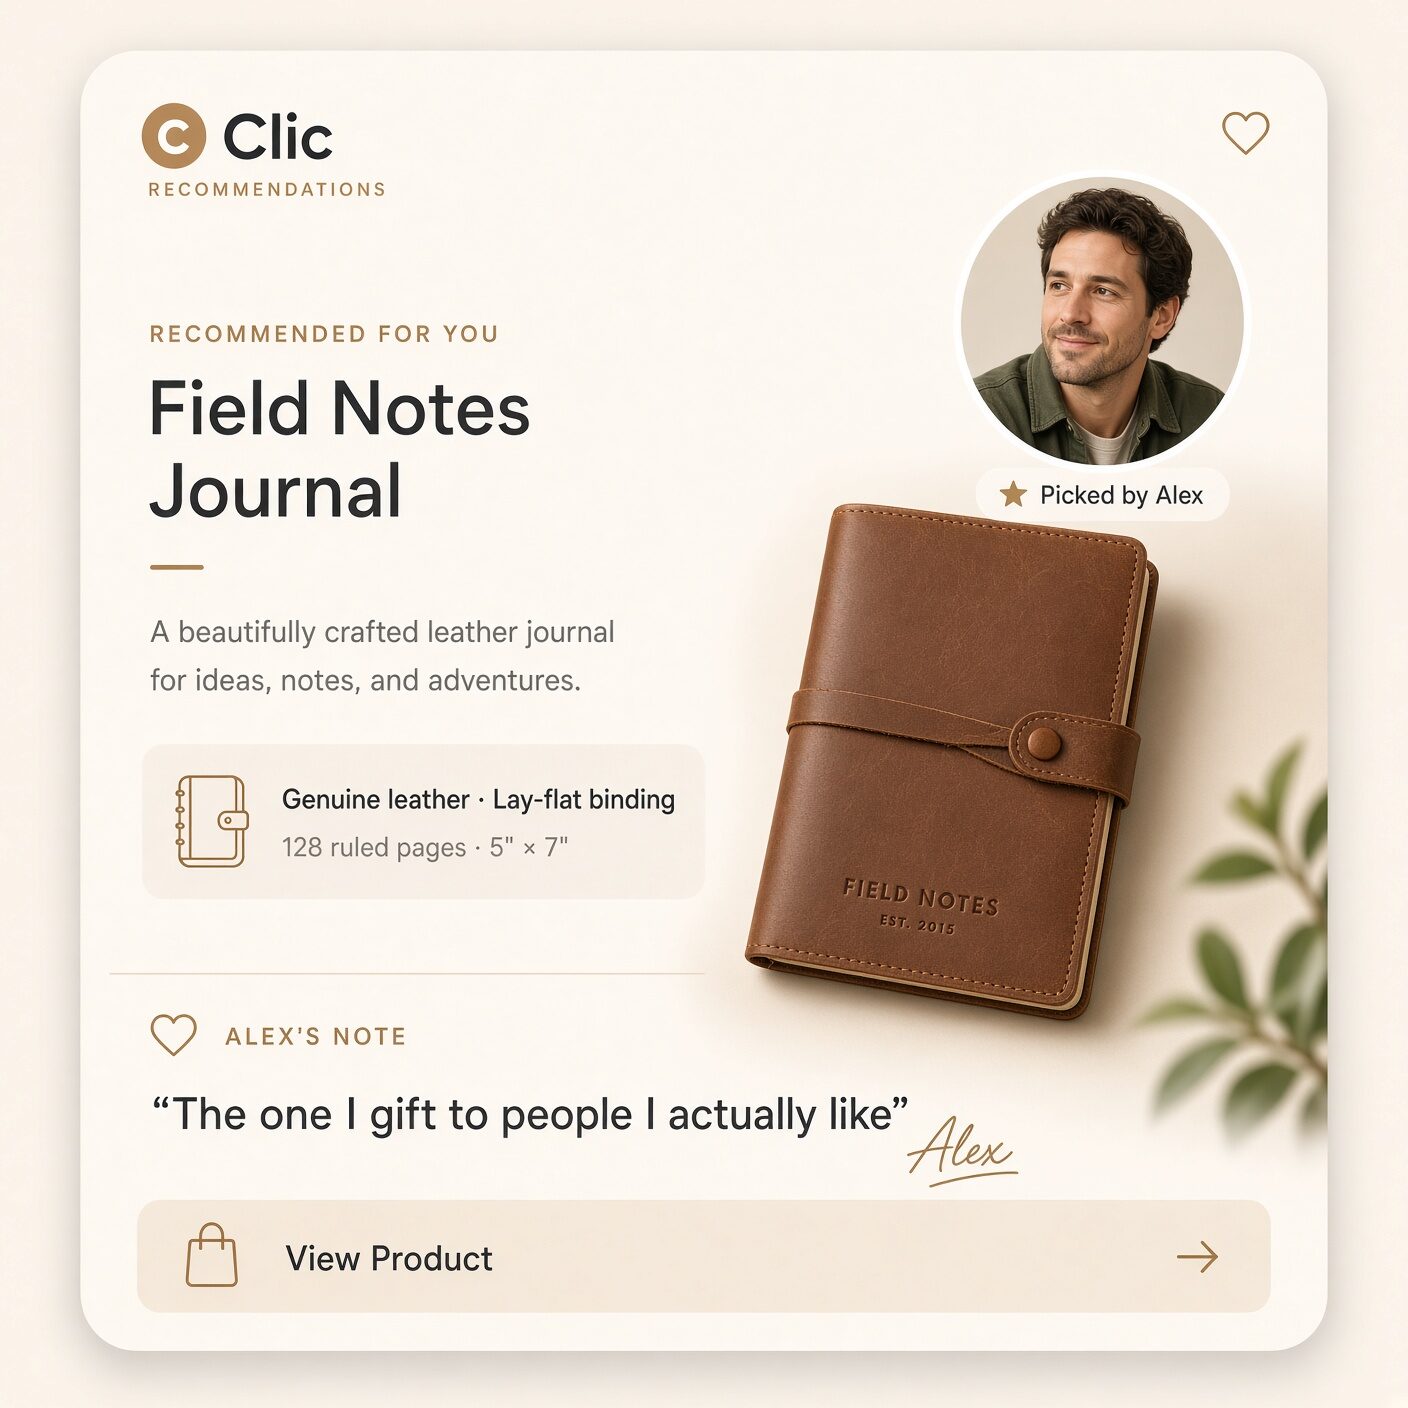 C Clic
RECOMMENDATIONS
RECOMMENDED FOR YOU
Field Notes
Journal
A beautifully crafted leather journal
for ideas, notes, and adventures.
Genuine leather · Lay-flat binding
128 ruled pages · 5" × 7"
Picked by Alex
FIELD NOTES
EST. 2015
ALEX’S NOTE
“The one I gift to people I actually like”
Alex
View Product